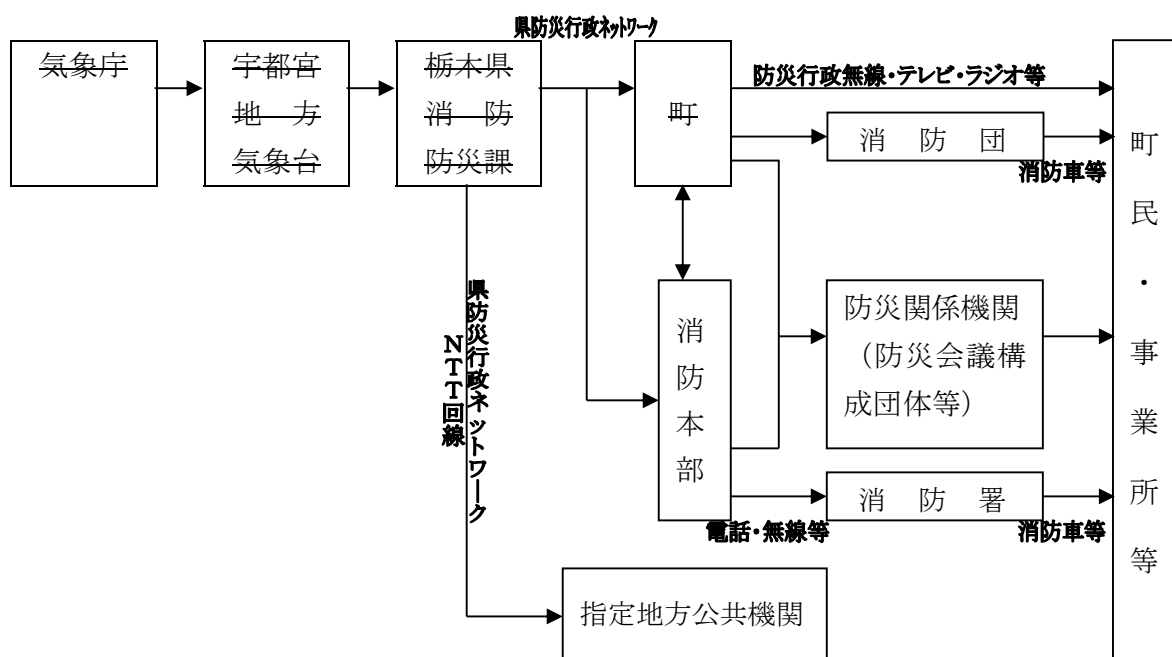 県防災行政ネットワーク
気象庁
宇都宮
地　方
気象台
栃木県
消　防
防災課
町
防災行政無線・テレビ・ラジオ等
消　防　団
消防車等
町民・事業所等
県防災行政ネットワーク
ＮＴＴ回線
消防本部
防災関係機関
（防災会議構
成団体等）
消　防　署
電話・無線等
消防車等
指定地方公共機関